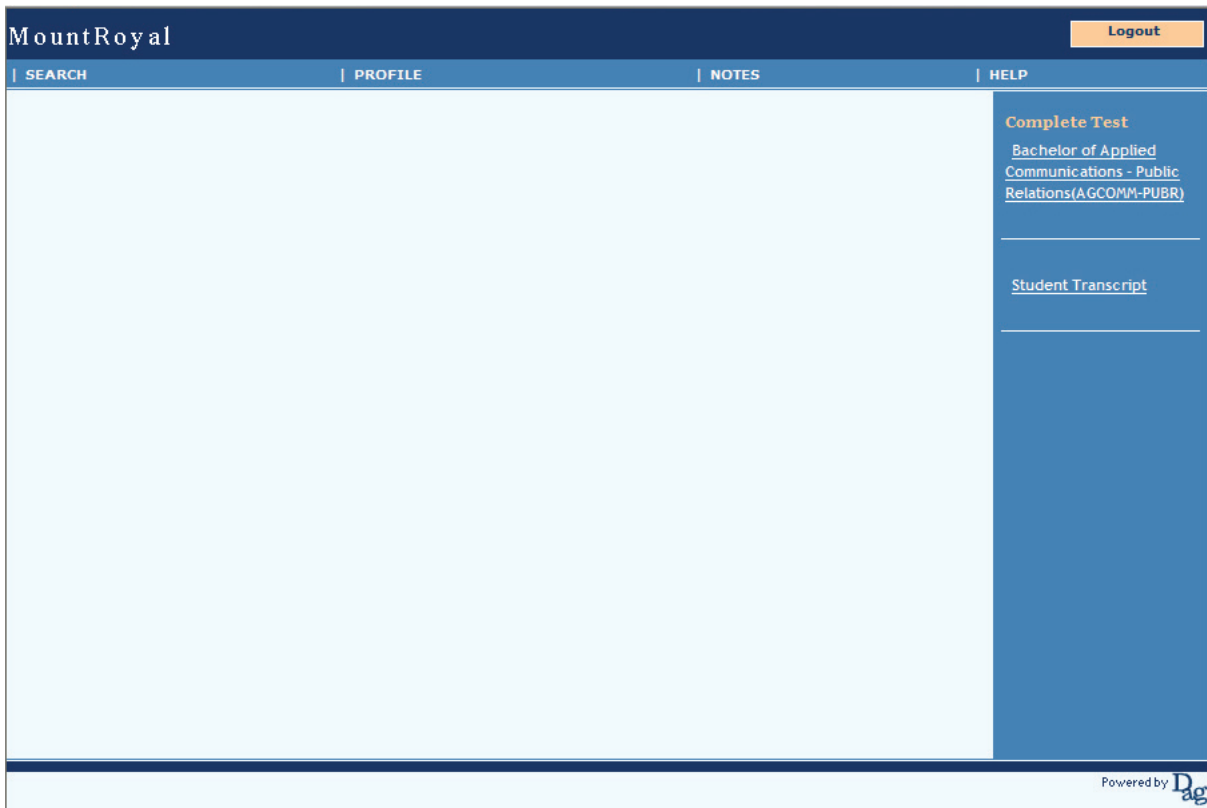 MountRoyal
Logout
| SEARCH | PROFILE | NOTES | HELP
Complete Test
Bachelor of Applied
Communications - Public
Relations(AGCOMM-PUBR)
Student Transcript
Powered by Dag